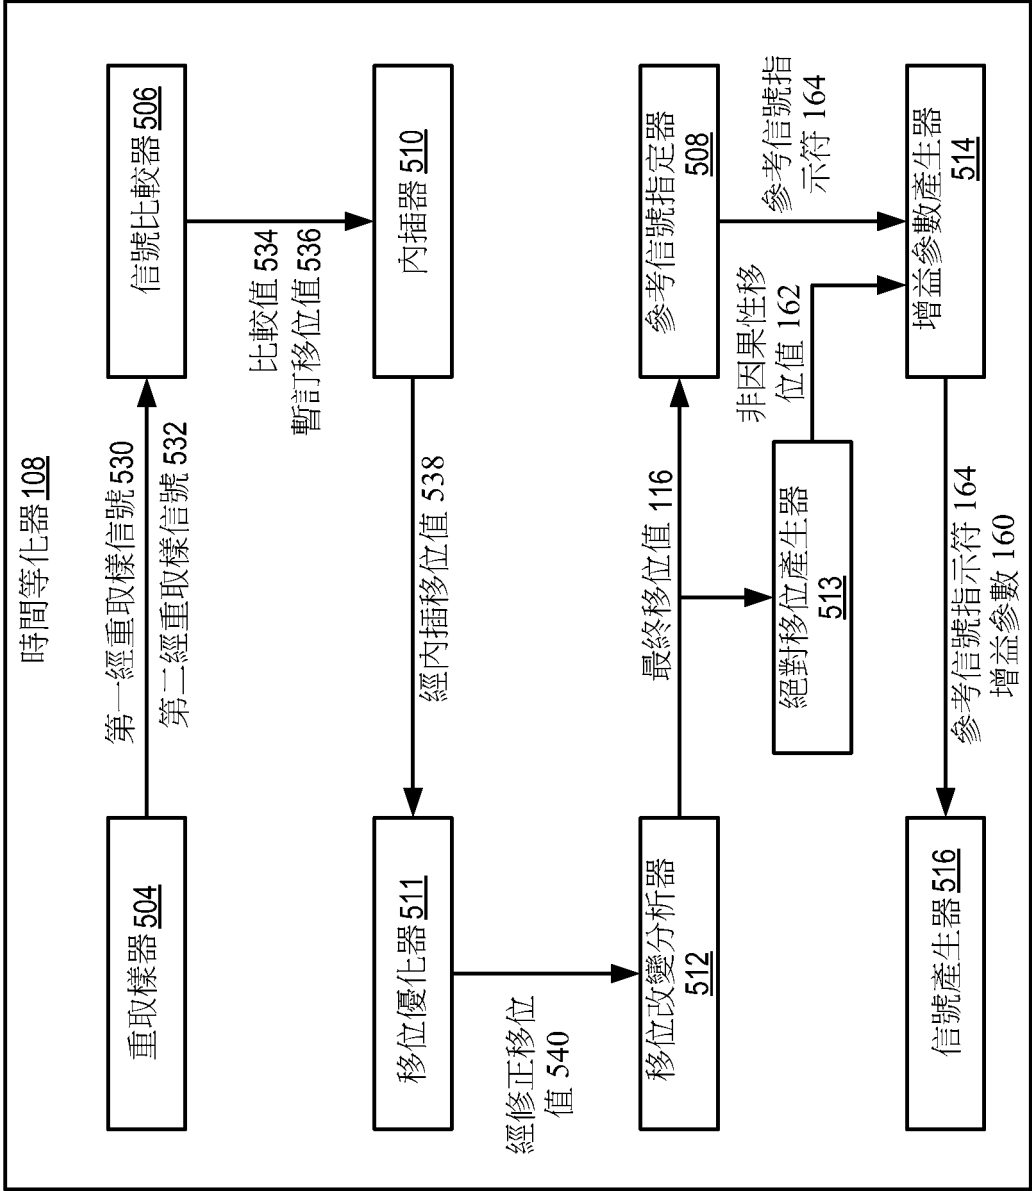 時間等化器 108
重取樣器 504
第一經重取樣信號 530
第二經重取樣信號 532
信號比較器 506
比較值 534
暫訂移位值 536
內插器 510
經內插移位值 538
移位優化器 511
經修正移位
值 540
移位改變分析器
512
最終移位值 116
參考信號指定器
508
絕對移位產生器
513
非因果性移
位值 162
參考信號指
示符 164
增益參數產生器
514
參考信號指示符 164
增益參數 160
信號產生器 516